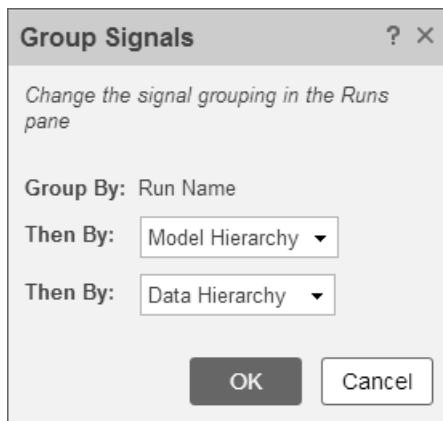 Group Signals ? ×
Change the signal grouping in the Runs
pane
Group By: Run Name
Then By: Model Hierarchy
Then By: Data Hierarchy
OK Cancel